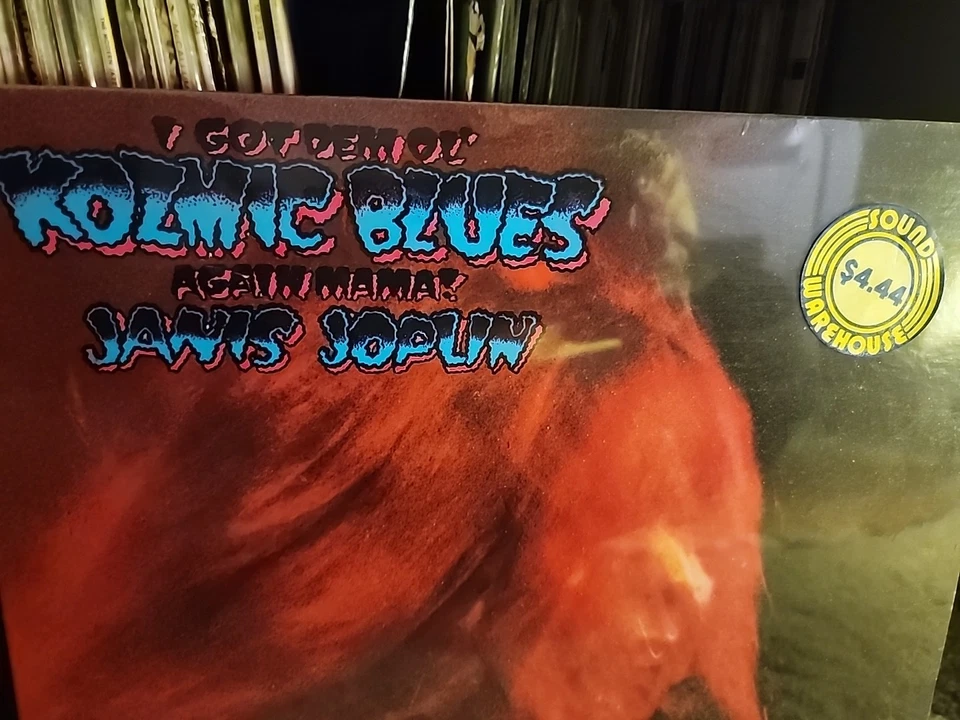 I GOT DEM OL'
KOZMIC BLUES
AGAIN MAMA!
JANIS JOPLIN
SOUND
$4.44
WAREHOUSE